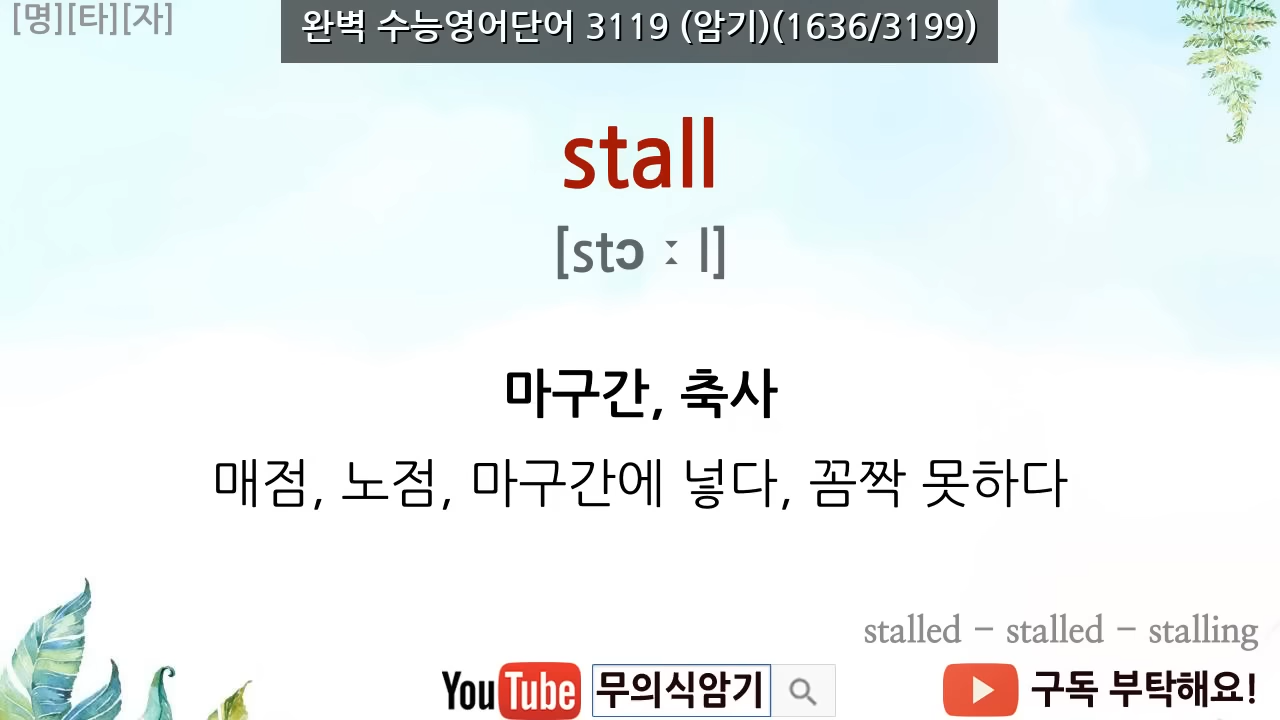 [명][타][자]
완벽 수능영어단어 3119 (암기)(1636/3199)
stall
[stɔː l]
마구간, 축사
매점, 노점, 마구간에 넣다, 꼼짝 못하다
stalled - stalled - stalling
YouTube 무의식암기
구독 부탁해요!